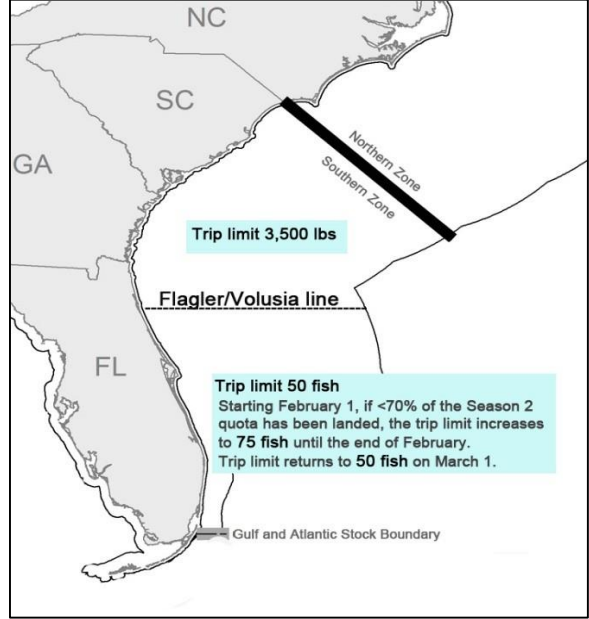 NC
SC
GA
Northern Zone
Southern Zone
Trip limit 3,500 lbs
Flagler/Volusia line
FL
Trip limit 50 fish
Starting February 1, if <70% of the Season 2
quota has been landed, the trip limit increases
to 75 fish until the end of February.
Trip limit returns to 50 fish on March 1.
Gulf and Atlantic Stock Boundary